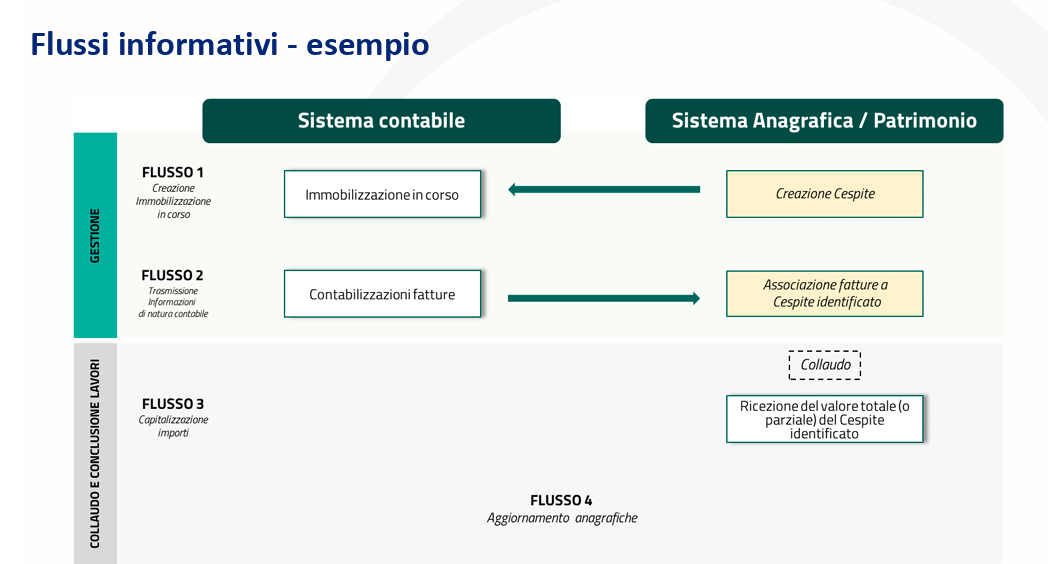 Flussi informativi - esempio
Sistema contabile
Sistema Anagrafica / Patrimonio
GESTIONE
FLUSSO 1
Creazione
Immobilizzazione
in corso
Immobilizzazione in corso
Creazione Cespite
FLUSSO 2
Trasmissione
Informazioni
di natura contabile
Contabilizzazioni fatture
Associazione fatture a
Cespite identificato
COLLAUDO E CONCLUSIONE LAVORI
Collaudo
FLUSSO 3
Capitalizzazione
importi
Ricezione del valore totale (o
parziale) del Cespite
identificato
FLUSSO 4
Aggiornamento anagrafiche